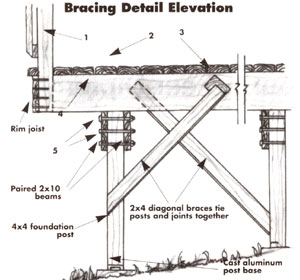 Bracing Detail Elevation
1
2
3
Rim joist
4
5
Paired 2x10
beams
4x4 foundation
post
2x4 diagonal braces tie
posts and joints together
Cast aluminum
post base